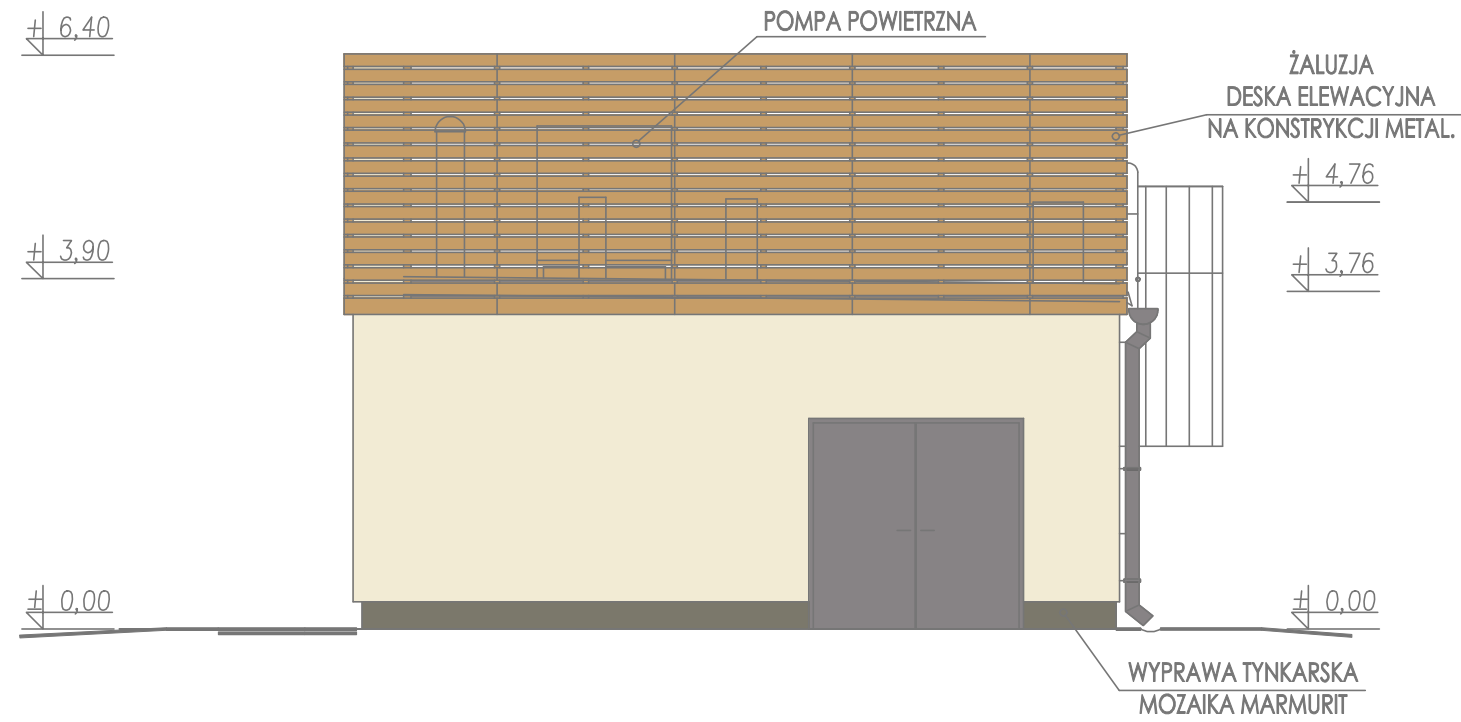 ± 6,40
POMPA POWIETRZNA
ŻALUZJA
DESKA ELEWACYJNA
NA KONSTRYKCJI METAL.
± 4,76
± 3,90
± 3,76
± 0,00
± 0,00
WYPRAWA TYNKARSKA
MOZAIKA MARMURIT